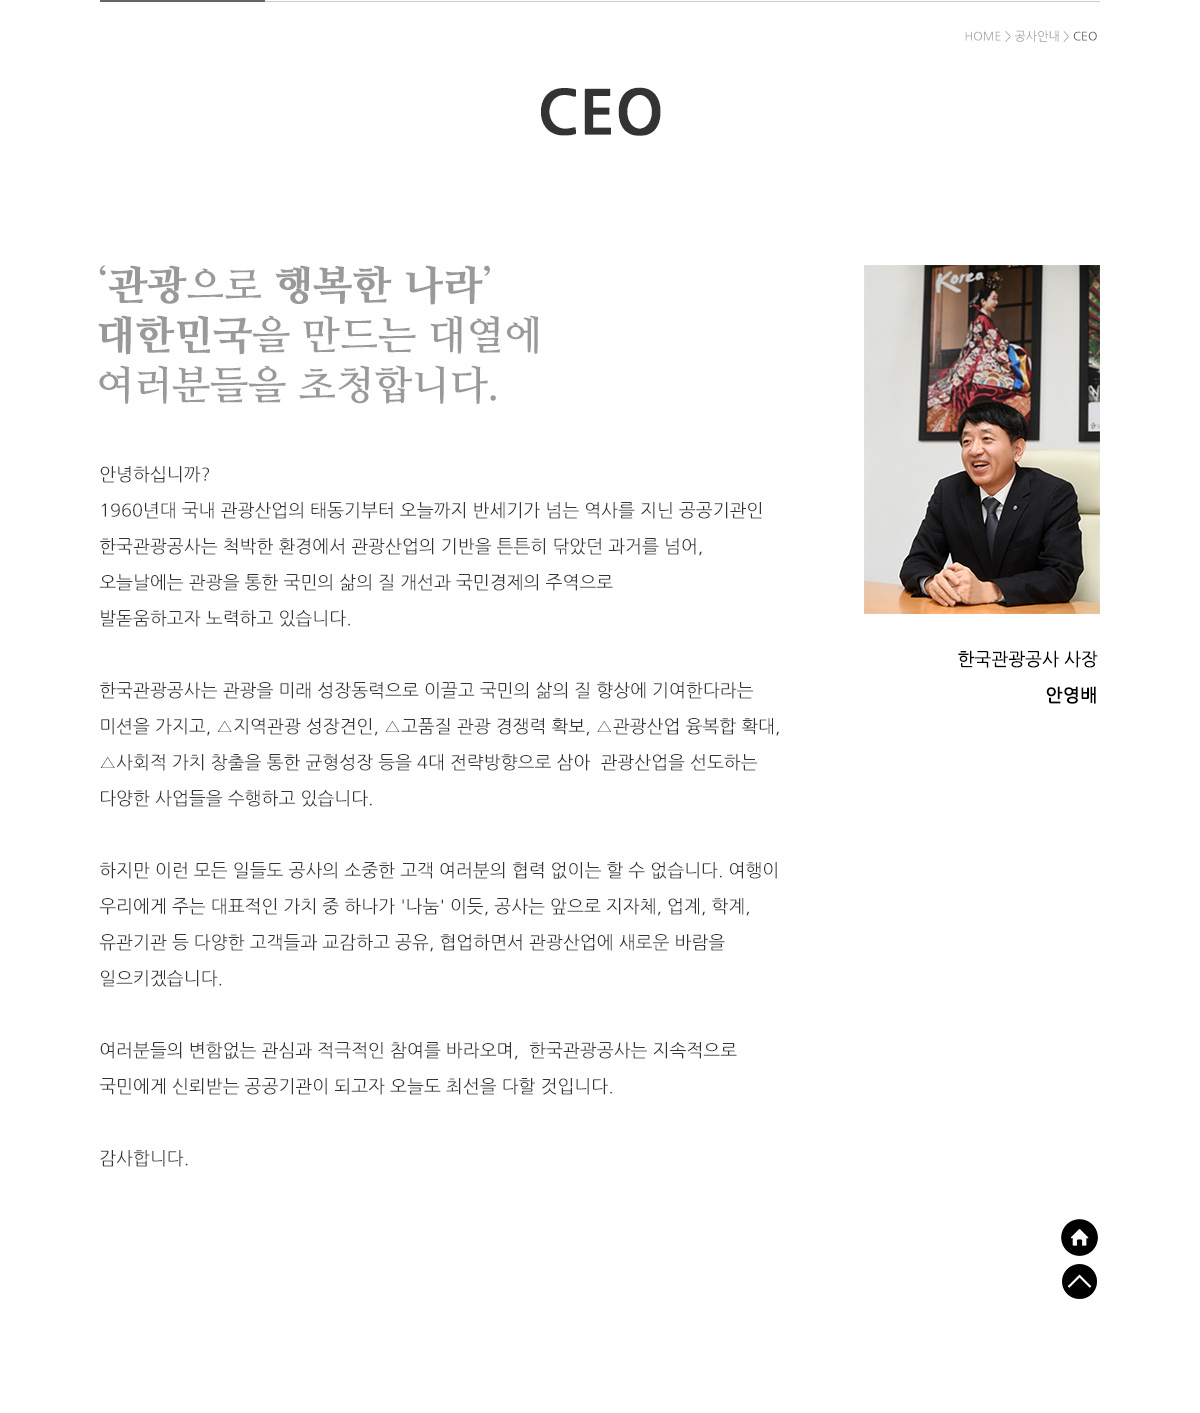 HOME > 공사안내 > CEO
CEO
‘관광으로 행복한 나라’
대한민국을 만드는 대열에
여러분들을 초청합니다.
Korea
안녕하십니까?
1960년대 국내 관광산업의 태동기부터 오늘까지 반세기가 넘는 역사를 지닌 공공기관인
한국관광공사는 척박한 환경에서 관광산업의 기반을 튼튼히 닦았던 과거를 넘어,
오늘날에는 관광을 통한 국민의 삶의 질 개선과 국민경제의 주역으로
발돋움하고자 노력하고 있습니다.
한국관광공사 사장
안영배
한국관광공사는 관광을 미래 성장동력으로 이끌고 국민의 삶의 질 향상에 기여한다라는
미션을 가지고, △지역관광 성장견인, △고품질 관광 경쟁력 확보, △관광산업 융복합 확대,
△사회적 가치 창출을 통한 균형성장 등을 4대 전략방향으로 삼아  관광산업을 선도하는
다양한 사업들을 수행하고 있습니다.
하지만 이런 모든 일들도 공사의 소중한 고객 여러분의 협력 없이는 할 수 없습니다. 여행이
우리에게 주는 대표적인 가치 중 하나가 '나눔' 이듯, 공사는 앞으로 지자체, 업계, 학계,
유관기관 등 다양한 고객들과 교감하고 공유, 협업하면서 관광산업에 새로운 바람을
일으키겠습니다.
여러분들의 변함없는 관심과 적극적인 참여를 바라오며,  한국관광공사는 지속적으로
국민에게 신뢰받는 공공기관이 되고자 오늘도 최선을 다할 것입니다.
감사합니다.